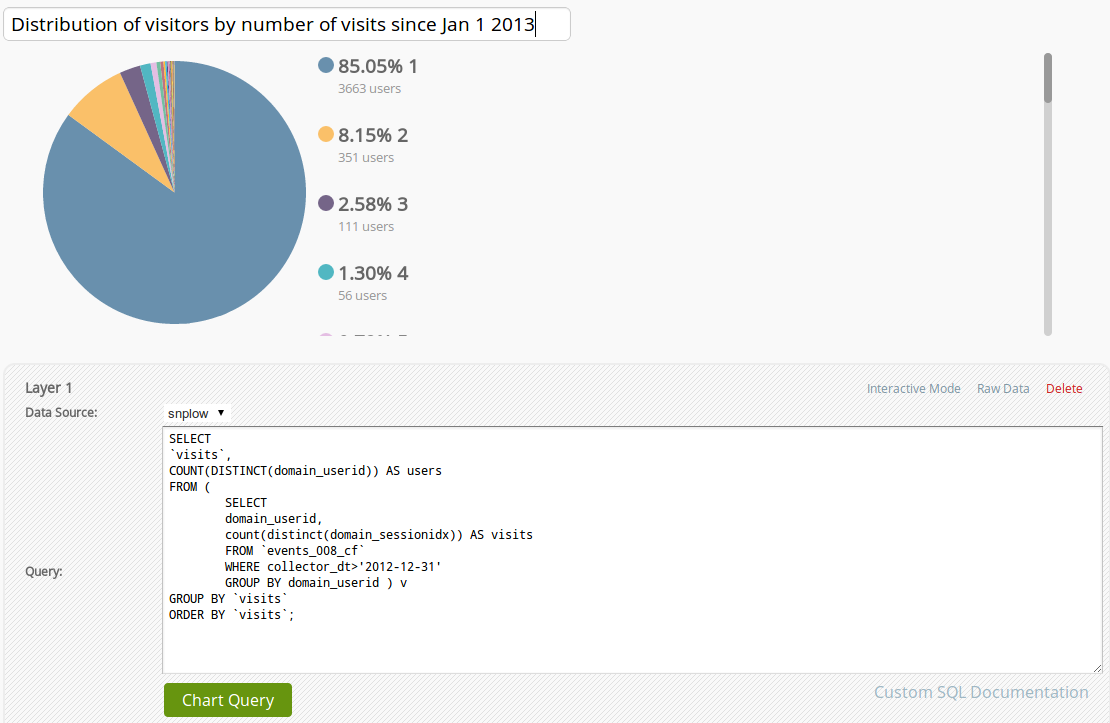 Distribution of visitors by number of visits since Jan 1 2013
85.05% 1
3663 users
8.15% 2
351 users
2.58% 3
111 users
1.30% 4
56 users
Layer 1
Interactive Mode Raw Data Delete
Data Source:
snplow
SELECT
`visits`,
COUNT(DISTINCT(domain_userid)) AS users
FROM (
SELECT
domain_userid,
count(distinct(domain_sessionidx)) AS visits
FROM `events_008_cf`
WHERE collector_dt>'2012-12-31'
GROUP BY domain_userid ) v
GROUP BY `visits`
ORDER BY `visits`;
Query:
Chart Query
Custom SQL Documentation